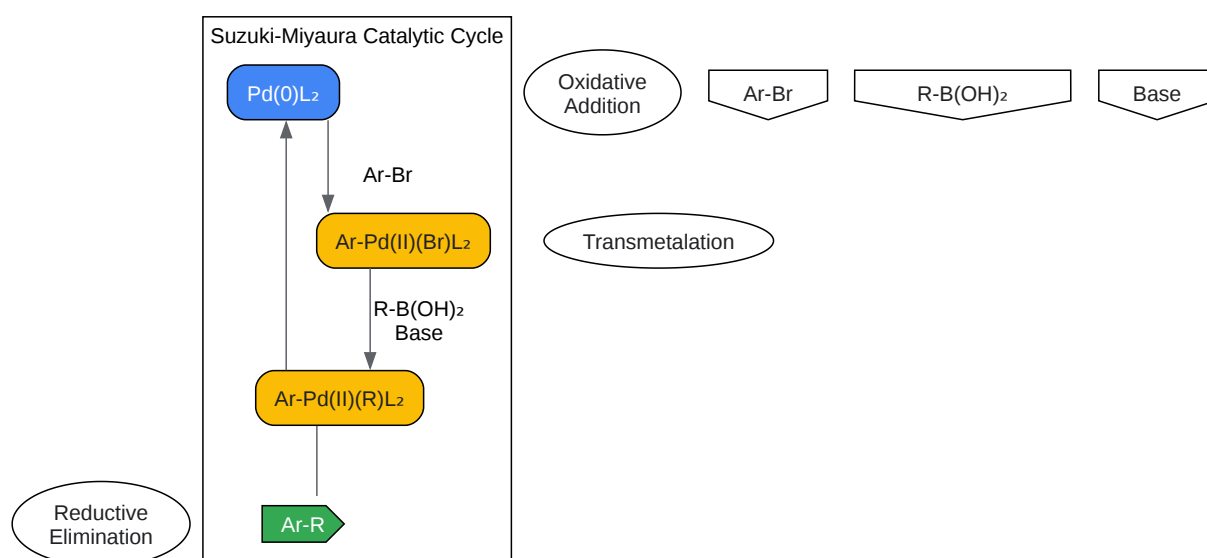 Suzuki-Miyaura Catalytic Cycle
Pd(0)L₂
Oxidative
Addition
Ar-Br
R-B(OH)₂
Base
Ar-Br
Ar-Pd(II)(Br)L₂
Transmetalation
R-B(OH)₂
Base
Ar-Pd(II)(R)L₂
Reductive
Elimination
Ar-R